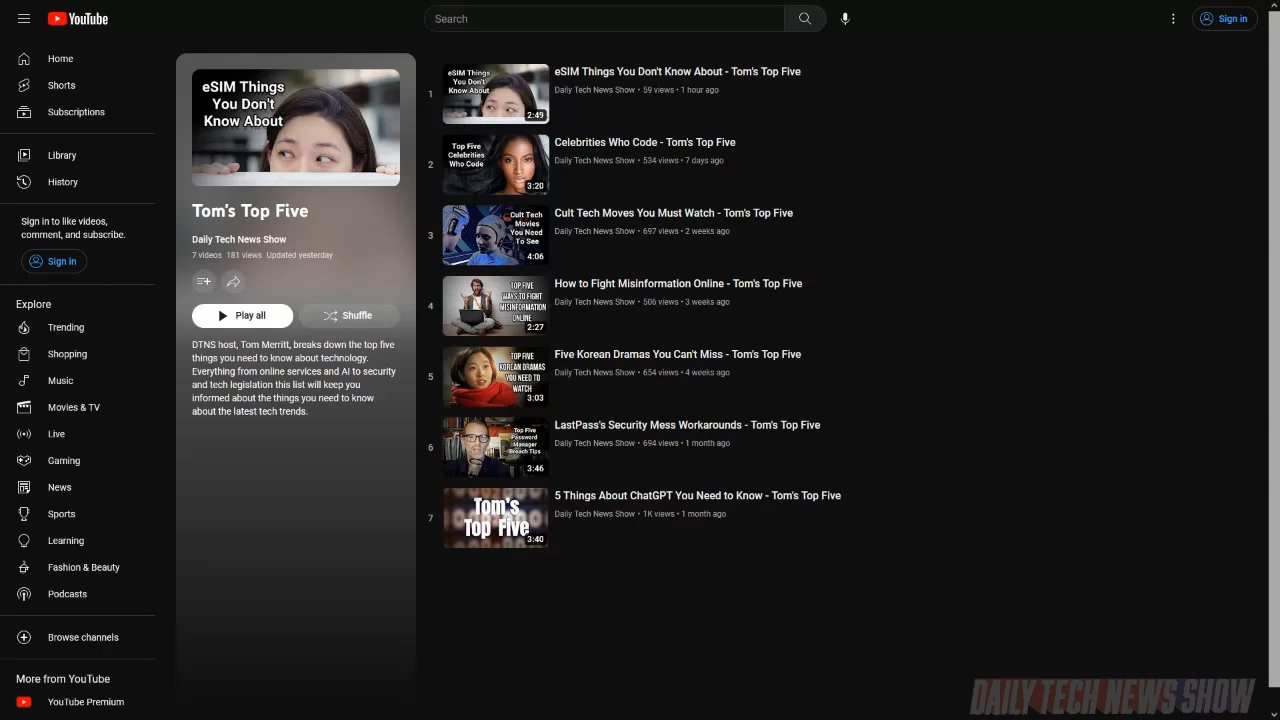 YouTube
Search
Sign in
Home
Shorts
Subscriptions
Library
History
Sign in to like videos,
comment, and subscribe.
Sign in
Explore
Trending
Shopping
Music
Movies & TV
Live
Gaming
News
Sports
Learning
Fashion & Beauty
Podcasts
Browse channels
More from YouTube
YouTube Premium
eSIM Things
You Don't
Know About
Tom's Top Five
Daily Tech News Show
7 videos 181 views Updated yesterday
Play all
Shuffle
DTNS host, Tom Merritt, breaks down the top five
things you need to know about technology.
Everything from online services and AI to security
and tech legislation this list will keep you
informed about the things you need to know
about the latest tech trends.
1
eSIM Things
You Don't
Know About
2:49
eSIM Things You Don't Know About - Tom's Top Five
Daily Tech News Show • 59 views • 1 hour ago
2
Top Five
Celebrities
Who Code
3:20
Celebrities Who Code - Tom's Top Five
Daily Tech News Show • 534 views • 7 days ago
3
Cult Tech
Movies
You Need
To See
4:06
Cult Tech Moves You Must Watch - Tom's Top Five
Daily Tech News Show • 697 views • 2 weeks ago
4
TOP FIVE
WAYS TO FIGHT
MISINFORMATION
ONLINE
2:27
How to Fight Misinformation Online - Tom's Top Five
Daily Tech News Show • 506 views • 3 weeks ago
5
TOP FIVE
KOREAN DRAMAS
YOU NEED TO
WATCH
3:03
Five Korean Dramas You Can't Miss - Tom's Top Five
Daily Tech News Show • 654 views • 4 weeks ago
6
Top Five
Password
Manager
Breach Tips
3:46
LastPass's Security Mess Workarounds - Tom's Top Five
Daily Tech News Show • 694 views • 1 month ago
7
Tom's
Top Five
3:40
5 Things About ChatGPT You Need to Know - Tom's Top Five
Daily Tech News Show • 1K views • 1 month ago
DAILY TECH NEWS SHOW